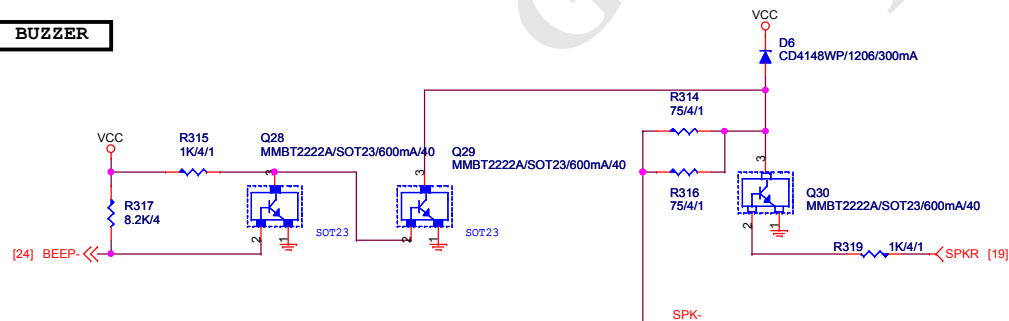 BUZZER
VCC
D6
CD4148WP/1206/300mA
R314
75/4/1
VCC
R315
1K/4/1
Q28
MMBT2222A/SOT23/600mA/40
Q29
MMBT2222A/SOT23/600mA/40
3
3
3
R317
8.2K/4
R316
75/4/1
Q30
MMBT2222A/SOT23/600mA/40
SOT23
SOT23
2
1
2
1
2
1
[24] BEEP-
R319
1K/4/1
SPKR [19]
SPK-